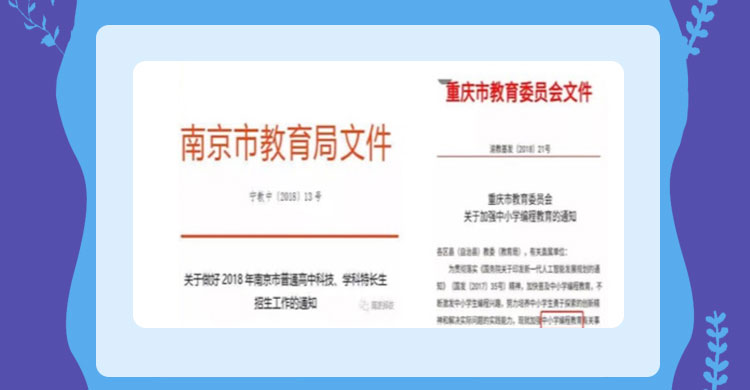 南京市教育局文件
宁教中〔2018〕13 号
关于做好 2018 年南京市普通高中科技、学科特长生
招生工作的通知
重庆市教育委员会文件
渝教基发〔2018〕21号
重庆市教育委员会
关于加强中小学编程教育的通知
各区县（自治县）教委（教育局），有关直属单位：
为贯彻落实《国务院关于印发新一代人工智能发展规划的通
知》（国发〔2017〕35号）精神，加快普及中小学编程教育，不
断激发中小学生编程兴趣，努力培养中小学生勇于探索的创新精
神和解决实际问题的实践能力，现就加强中小学编程教育有关事